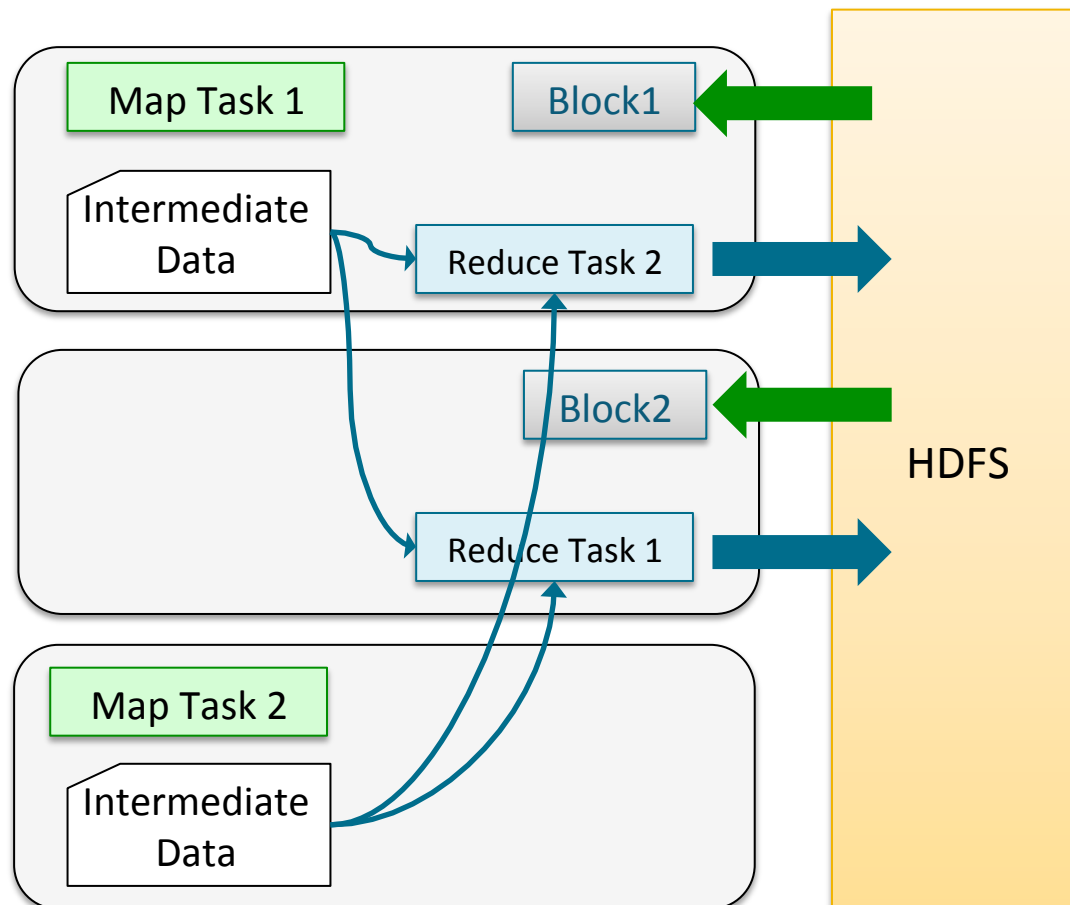 Map Task 1
Block1
Intermediate
Data
Reduce Task 2
Block2
HDFS
Reduce Task 1
Map Task 2
Intermediate
Data